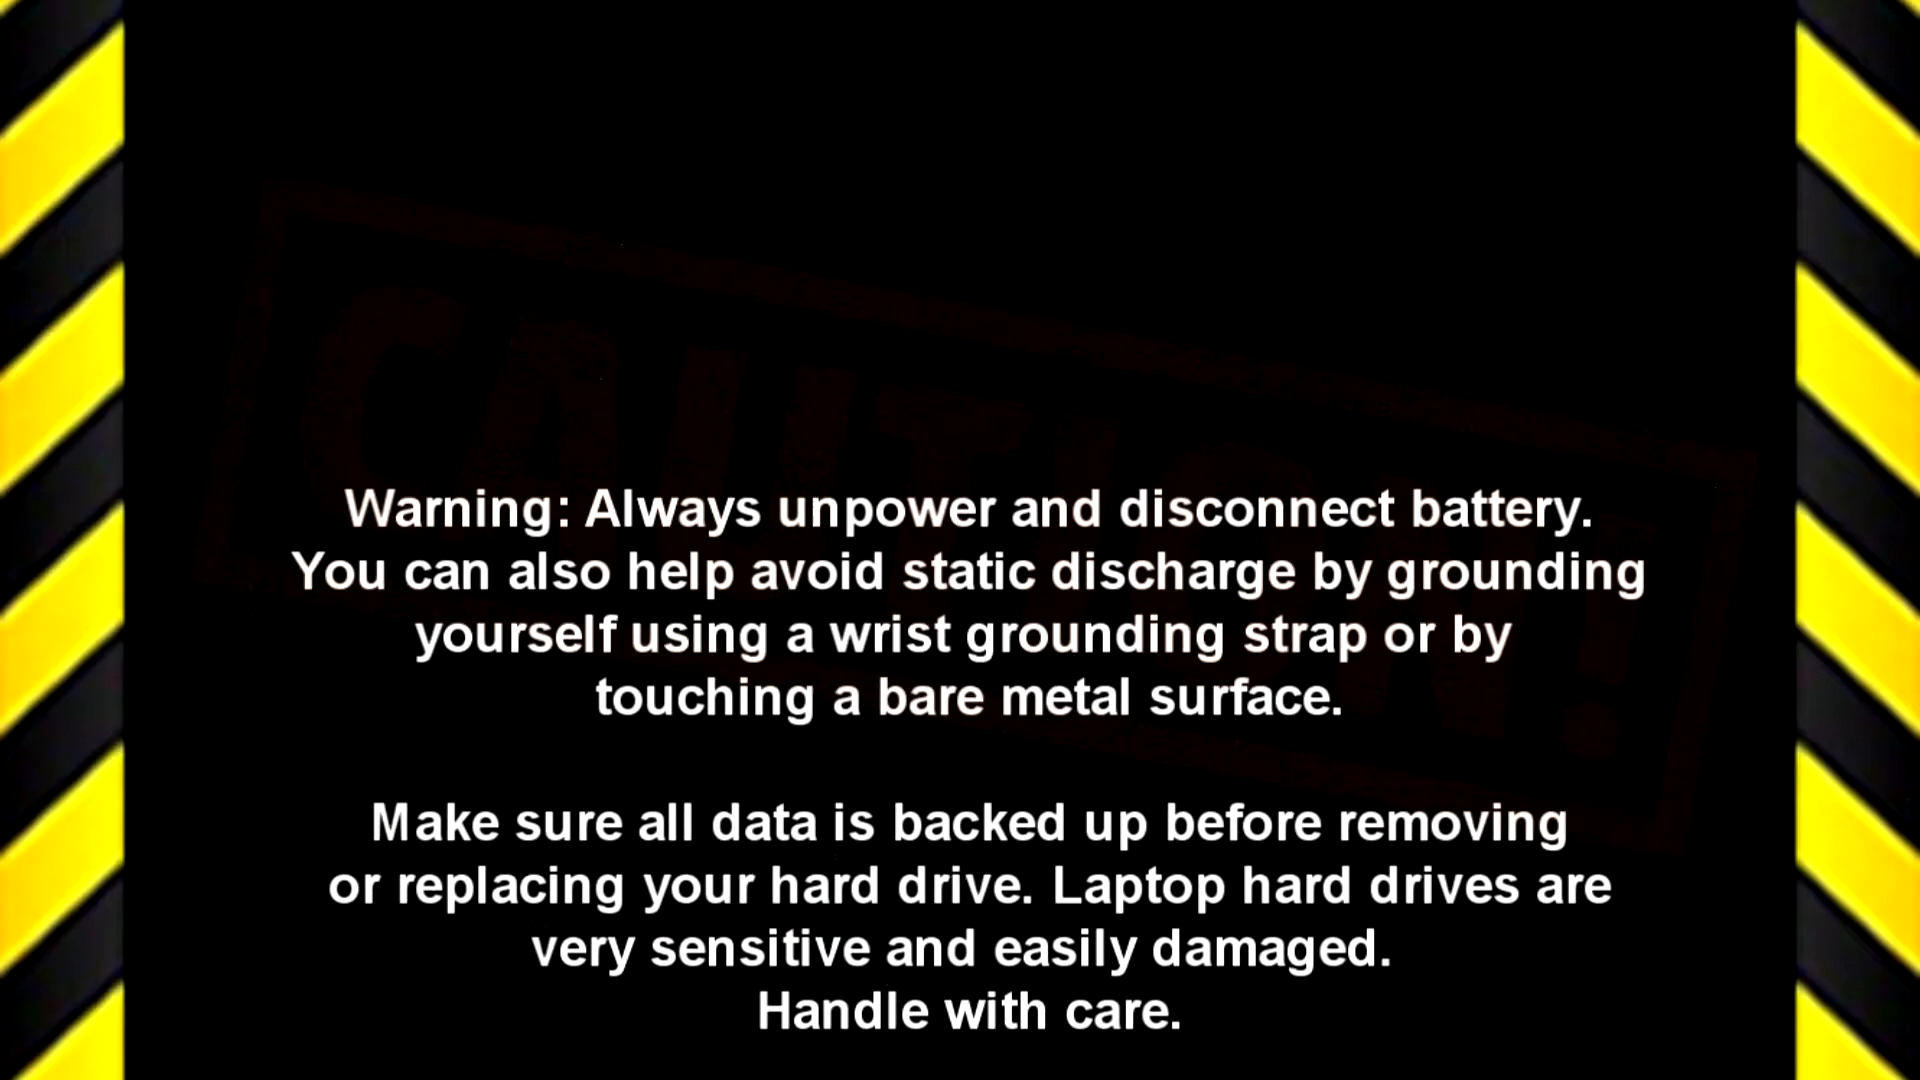 CAUTION!
Warning: Always unpower and disconnect battery.
You can also help avoid static discharge by grounding
yourself using a wrist grounding strap or by
touching a bare metal surface.
Make sure all data is backed up before removing
or replacing your hard drive. Laptop hard drives are
very sensitive and easily damaged.
Handle with care.